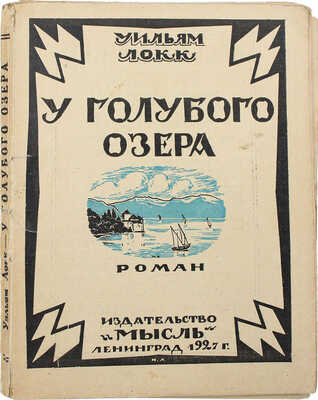 УИЛЬЯМ
ЛОКК
У ГОЛУБОГО
ОЗЕРА
РОМАН
ИЗДАТЕЛЬСТВО
„МЫСЛЬ“
ЛЕНИНГРАД 1927 г.
М.К.
Уильям Локк — У ГОЛУБОГО ОЗЕРА